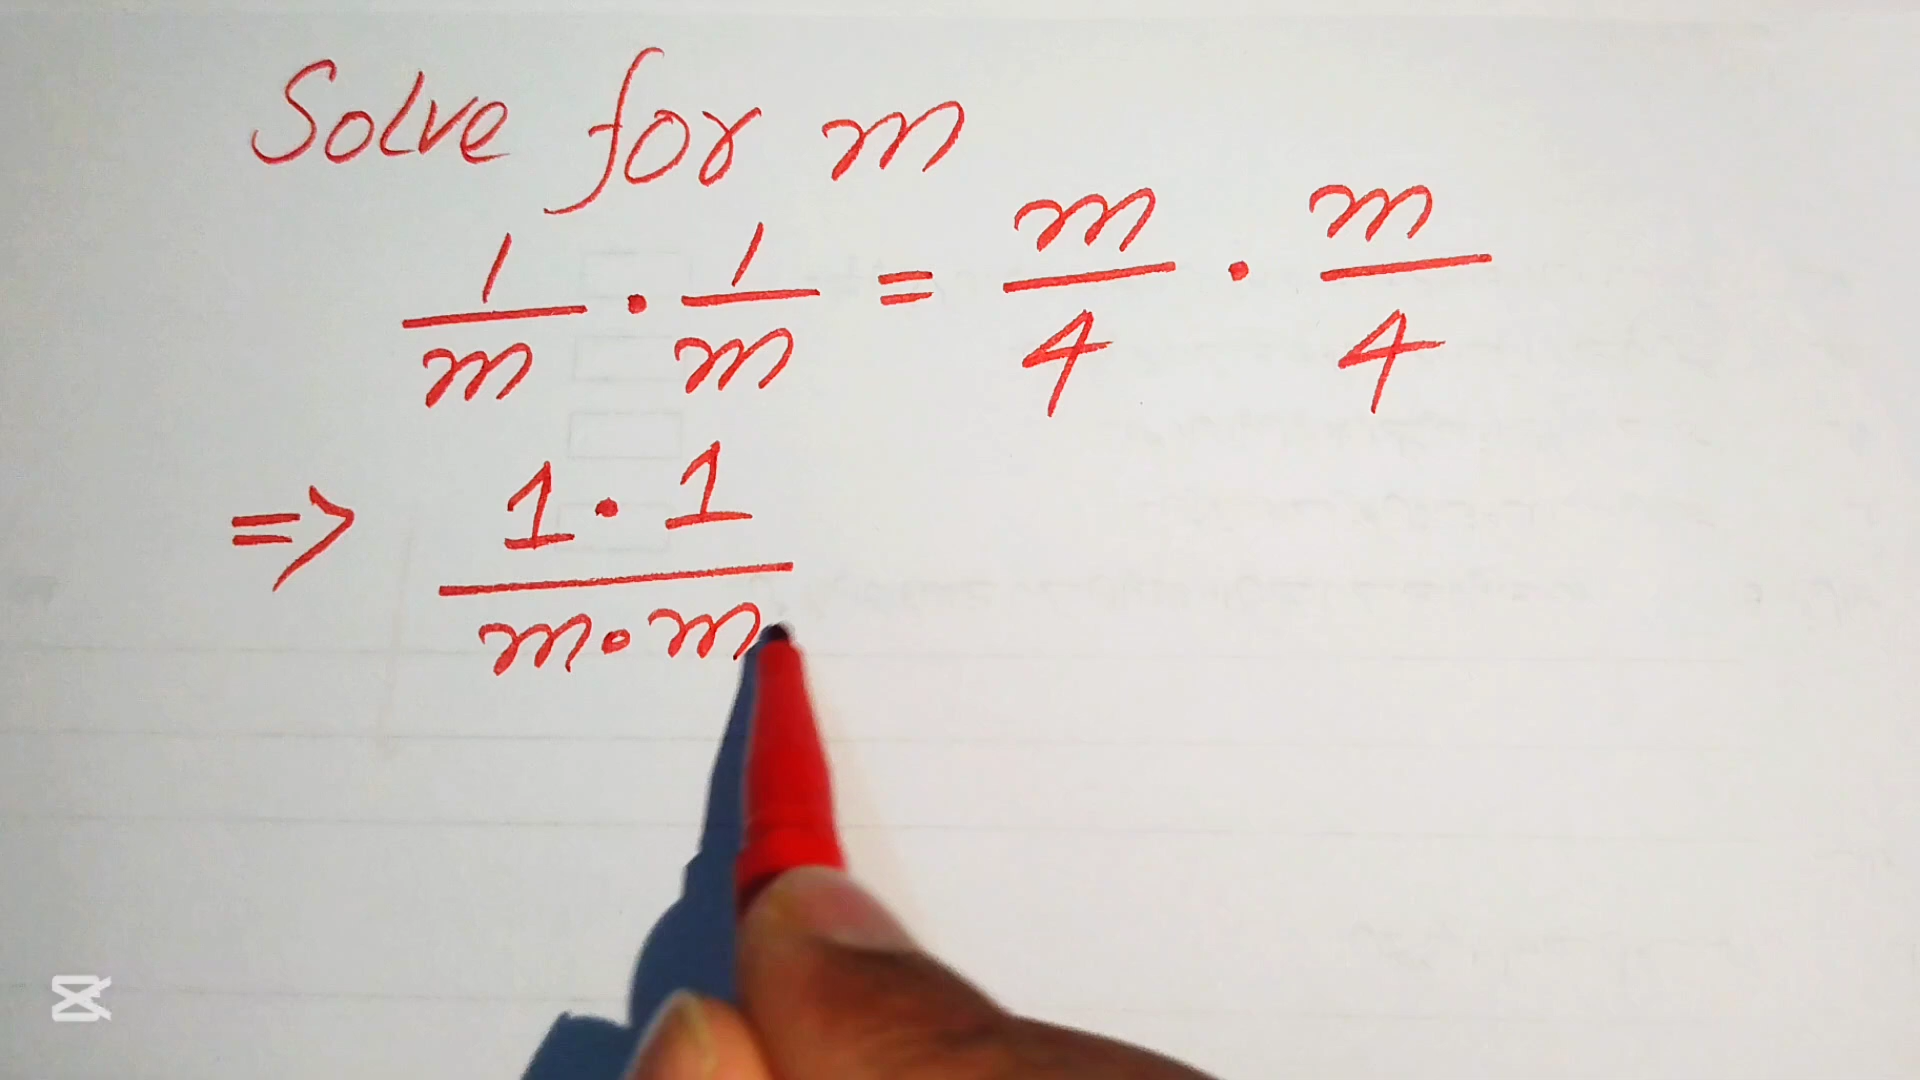 Solve for m
1/m · 1/m = m/4 · m/4
=> 1 · 1 / m · m